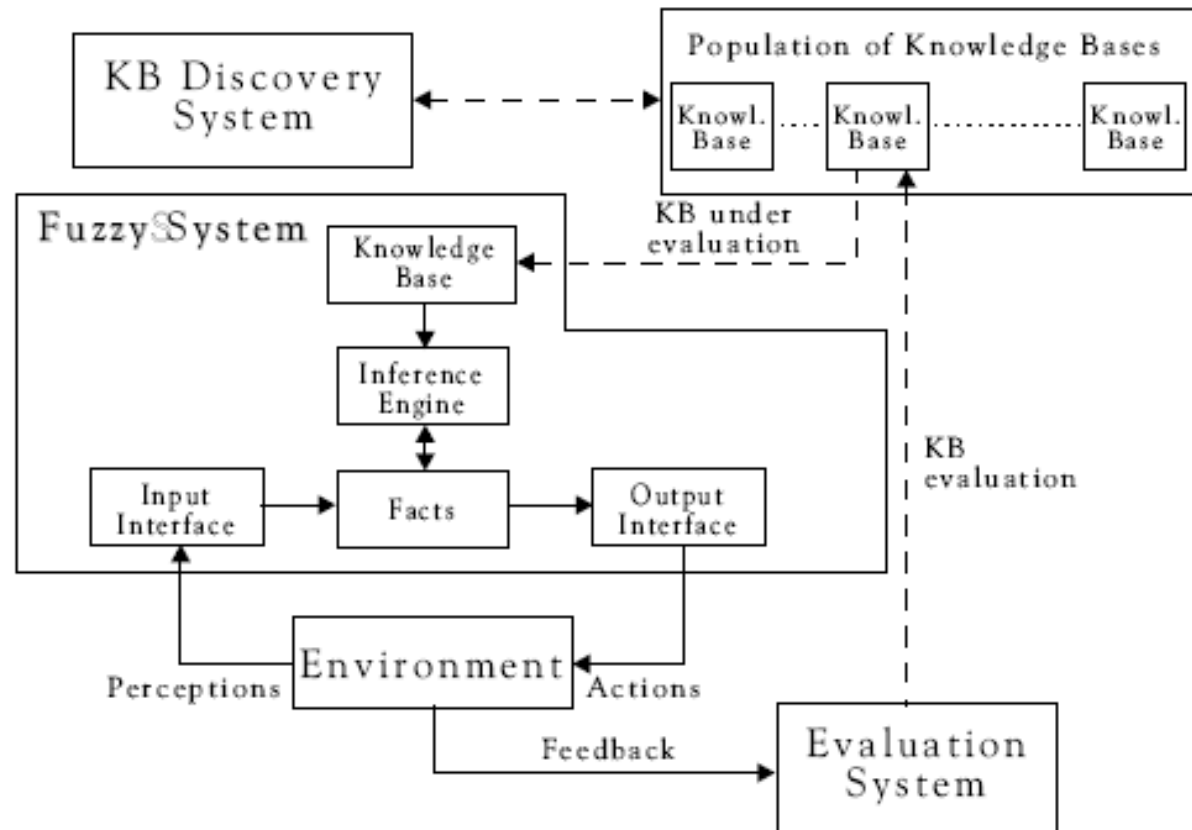 KB Discovery
System
Population of Knowledge Bases
Knowl.
Base
Knowl.
Base
Knowl.
Base
KB under
evaluation
Fuzzy SSystem
Knowledge
Base
Inference
Engine
Input
Interface
Facts
Output
Interface
KB
evaluation
Environment
Perceptions
Actions
Feedback
Evaluation
System